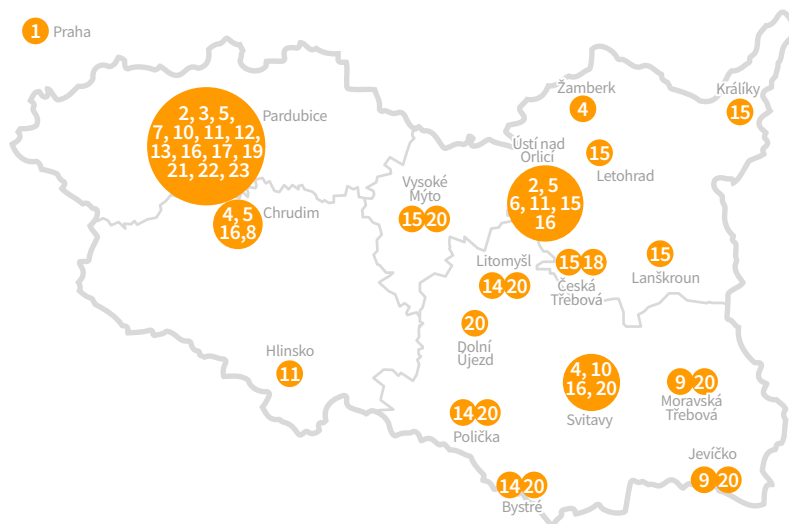 1 Praha
Žamberk
4
Králíky
15
Pardubice
2, 3, 5,
7, 10, 11, 12,
13, 16, 17, 19
21, 22, 23
Ústí nad
Orlicí
2, 5
6, 11, 15
16
15
Letohrad
Vysoké
Mýto
15 20
Chrudim
4, 5
16,8
Litomyšl
14 20
15 18
Česká
Třebová
15
Lanškroun
20
Dolní
Újezd
Hlinsko
11
4, 10
16, 20
Svitavy
9 20
Moravská
Třebová
14 20
Polička
Jevíčko
9 20
14 20
Bystré